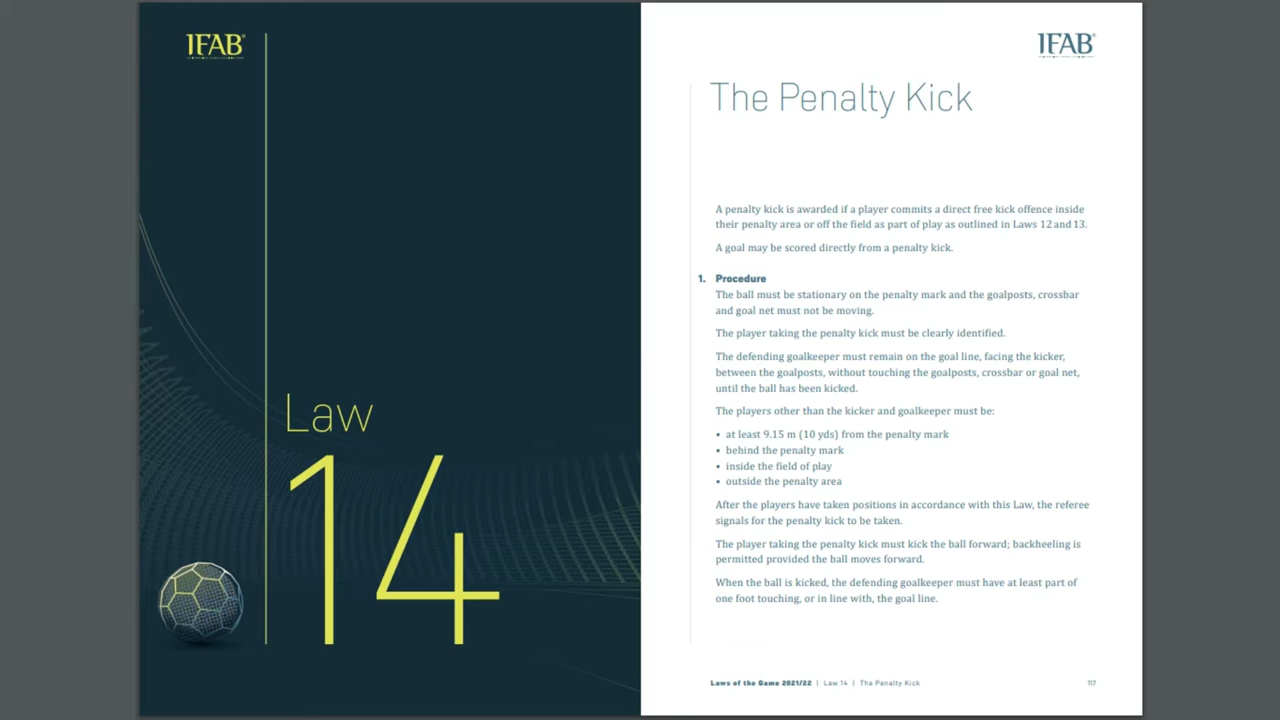 IFAB
Law
14
IFAB
The Penalty Kick
A penalty kick is awarded if a player commits a direct free kick offence inside
their penalty area or off the field as part of play as outlined in Laws 12 and 13.
A goal may be scored directly from a penalty kick.
1. Procedure
The ball must be stationary on the penalty mark and the goalposts, crossbar
and goal net must not be moving.
The player taking the penalty kick must be clearly identified.
The defending goalkeeper must remain on the goal line, facing the kicker,
between the goalposts, without touching the goalposts, crossbar or goal net,
until the ball has been kicked.
The players other than the kicker and goalkeeper must be:
• at least 9.15 m (10 yds) from the penalty mark
• behind the penalty mark
• inside the field of play
• outside the penalty area
After the players have taken positions in accordance with this Law, the referee
signals for the penalty kick to be taken.
The player taking the penalty kick must kick the ball forward; backheeling is
permitted provided the ball moves forward.
When the ball is kicked, the defending goalkeeper must have at least part of
one foot touching, or in line with, the goal line.
Laws of the Game 2021/22 | Law 14 | The Penalty Kick 117